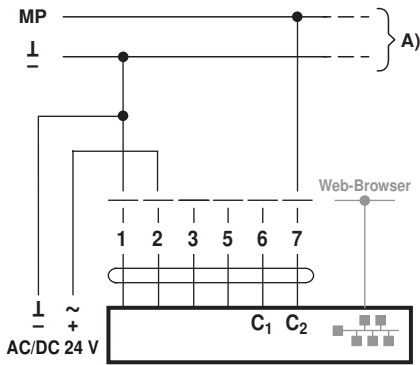 MP
A)
⊥
–
Web-Browser
1 2 3 5 6 7
⊥ ~
– +
C1 C2
AC/DC 24 V